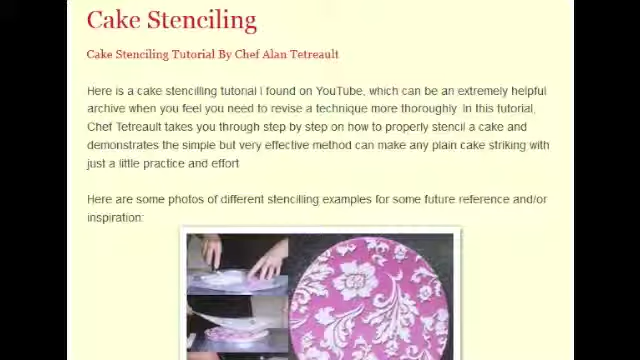 Cake Stenciling
Cake Stenciling Tutorial By Chef Alan Tetreault
Here is a cake stencilling tutorial I found on YouTube, which can be an extremely helpful
archive when you feel you need to revise a technique more thoroughly. In this tutorial,
Chef Tetreault takes you through step by step on how to properly stencil a cake and
demonstrates the simple but very effective method can make any plain cake striking with
just a little practice and effort
Here are some photos of different stencilling examples for some future reference and/or
inspiration: